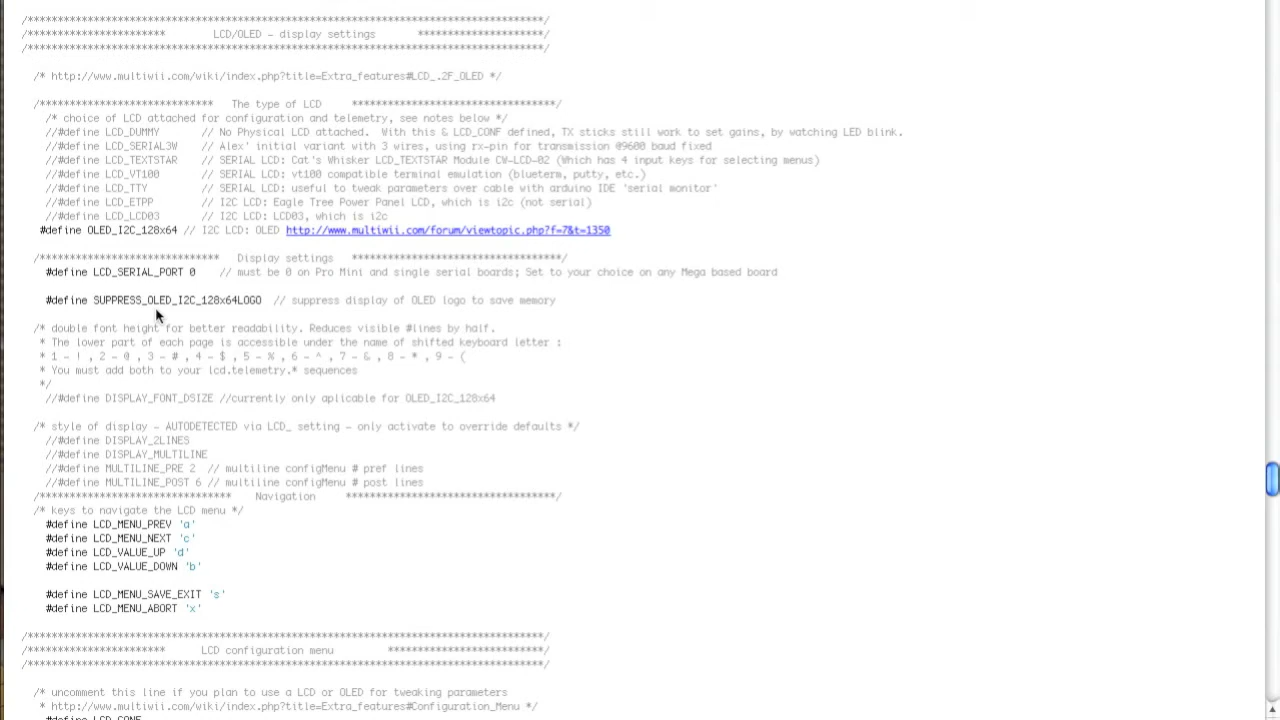 /**************************************************************************************/
/***********************        LCD/OLED - display settings       *********************/
/**************************************************************************************/
/* http://www.multiwii.com/wiki/index.php?title=Extra_features#LCD_.2F_OLED */
/*****************************   The type of LCD     **********************************/
/* choice of LCD attached for configuration and telemetry, see notes below */
//#define LCD_DUMMY       // No Physical LCD attached.  With this & LCD_CONF defined, TX sticks still work to set gains, by watching LED blink.
//#define LCD_SERIAL3W    // Alex' initial variant with 3 wires, using rx-pin for transmission @9600 baud fixed
//#define LCD_TEXTSTAR    // SERIAL LCD: Cat's Whisker LCD_TEXTSTAR Module CW-LCD-02 (Which has 4 input keys for selecting menus)
//#define LCD_VT100       // SERIAL LCD: vt100 compatible terminal emulation (blueterm, putty, etc.)
//#define LCD_TTY         // SERIAL LCD: useful to tweak parameters over cable with arduino IDE 'serial monitor'
//#define LCD_ETPP        // I2C LCD: Eagle Tree Power Panel LCD, which is i2c (not serial)
//#define LCD_LCD03       // I2C LCD: LCD03, which is i2c
#define OLED_I2C_128x64 // I2C LCD: OLED http://www.multiwii.com/forum/viewtopic.php?f=7&t=1350
/******************************   Display settings   ***********************************/
#define LCD_SERIAL_PORT 0    // must be 0 on Pro Mini and single serial boards; Set to your choice on any Mega based board
#define SUPPRESS_OLED_I2C_128x64LOGO  // suppress display of OLED logo to save memory
/* double font height for better readability. Reduces visible #lines by half.
* The lower part of each page is accessible under the name of shifted keyboard letter :
* 1 - ! , 2 - @ , 3 - # , 4 - $ , 5 - % , 6 - ^ , 7 - & , 8 - * , 9 - (
* You must add both to your lcd.telemetry.* sequences
*/
//#define DISPLAY_FONT_DSIZE //currently only aplicable for OLED_I2C_128x64
/* style of display - AUTODETECTED via LCD_ setting - only activate to override defaults */
//#define DISPLAY_2LINES
//#define DISPLAY_MULTILINE
//#define MULTILINE_PRE 2  // multiline configMenu # pref lines
//#define MULTILINE_POST 6 // multiline configMenu # post lines
/********************************    Navigation     ***********************************/
/* keys to navigate the LCD menu */
#define LCD_MENU_PREV 'a'
#define LCD_MENU_NEXT 'c'
#define LCD_VALUE_UP 'd'
#define LCD_VALUE_DOWN 'b'
#define LCD_MENU_SAVE_EXIT 's'
#define LCD_MENU_ABORT 'x'
/**************************************************************************************/
/***********************      LCD configuration menu         **************************/
/**************************************************************************************/
/* uncomment this line if you plan to use a LCD or OLED for tweaking parameters
* http://www.multiwii.com/wiki/index.php?title=Extra_features#Configuration_Menu */
#define LCD_CONF